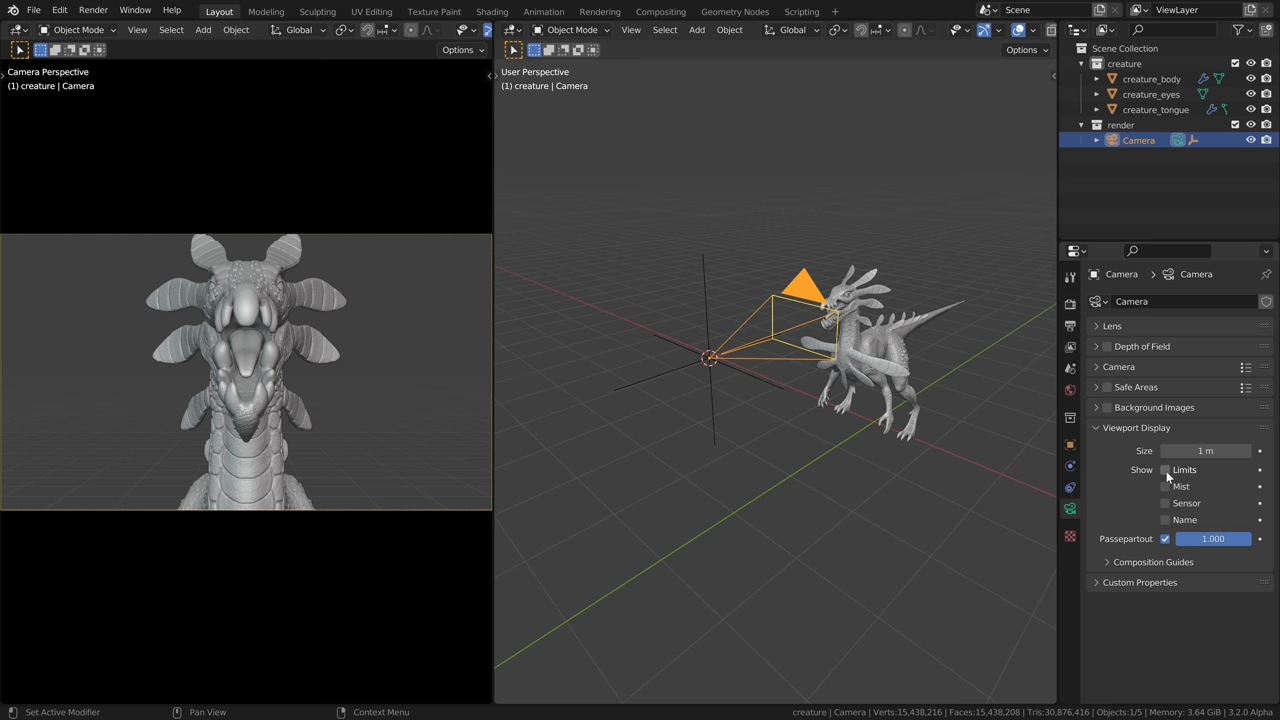 File Edit Render Window Help Layout Modeling Sculpting UV Editing Texture Paint Shading Animation Rendering Compositing Geometry Nodes Scripting + Scene ViewLayer
Object Mode View Select Add Object Global Object Mode View Select Add Object Global
Options Options
Camera Perspective
(1) creature | Camera
User Perspective
(1) creature | Camera
Scene Collection
creature
creature_body
creature_eyes
creature_tongue
render
Camera
Camera > Camera
Camera
Lens
Depth of Field
Camera
Safe Areas
Background Images
Viewport Display
Size 1 m
Show Limits
Mist
Sensor
Name
Passepartout 1.000
Composition Guides
Custom Properties
Set Active Modifier Pan View Context Menu creature | Camera | Verts:15,438,216 | Faces:15,438,208 | Tris:30,876,416 | Objects:1/5 | Memory: 3.64 GiB | 3.2.0 Alpha